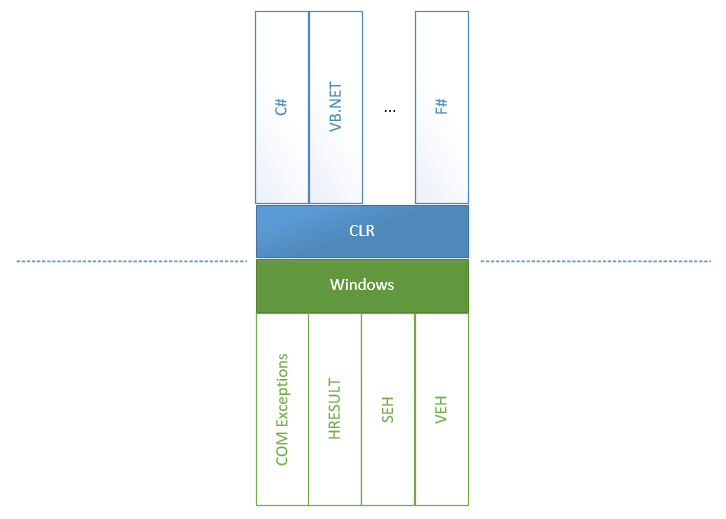 C#
VB.NET
...
F#
CLR
Windows
COM Exceptions
HRESULT
SEH
VEH